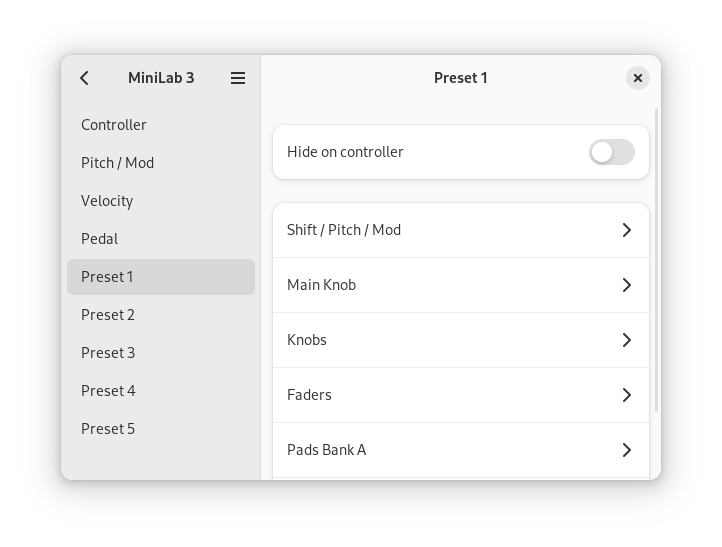 MiniLab 3
Controller
Pitch / Mod
Velocity
Pedal
Preset 1
Preset 2
Preset 3
Preset 4
Preset 5
Preset 1
Hide on controller
Shift / Pitch / Mod
Main Knob
Knobs
Faders
Pads Bank A